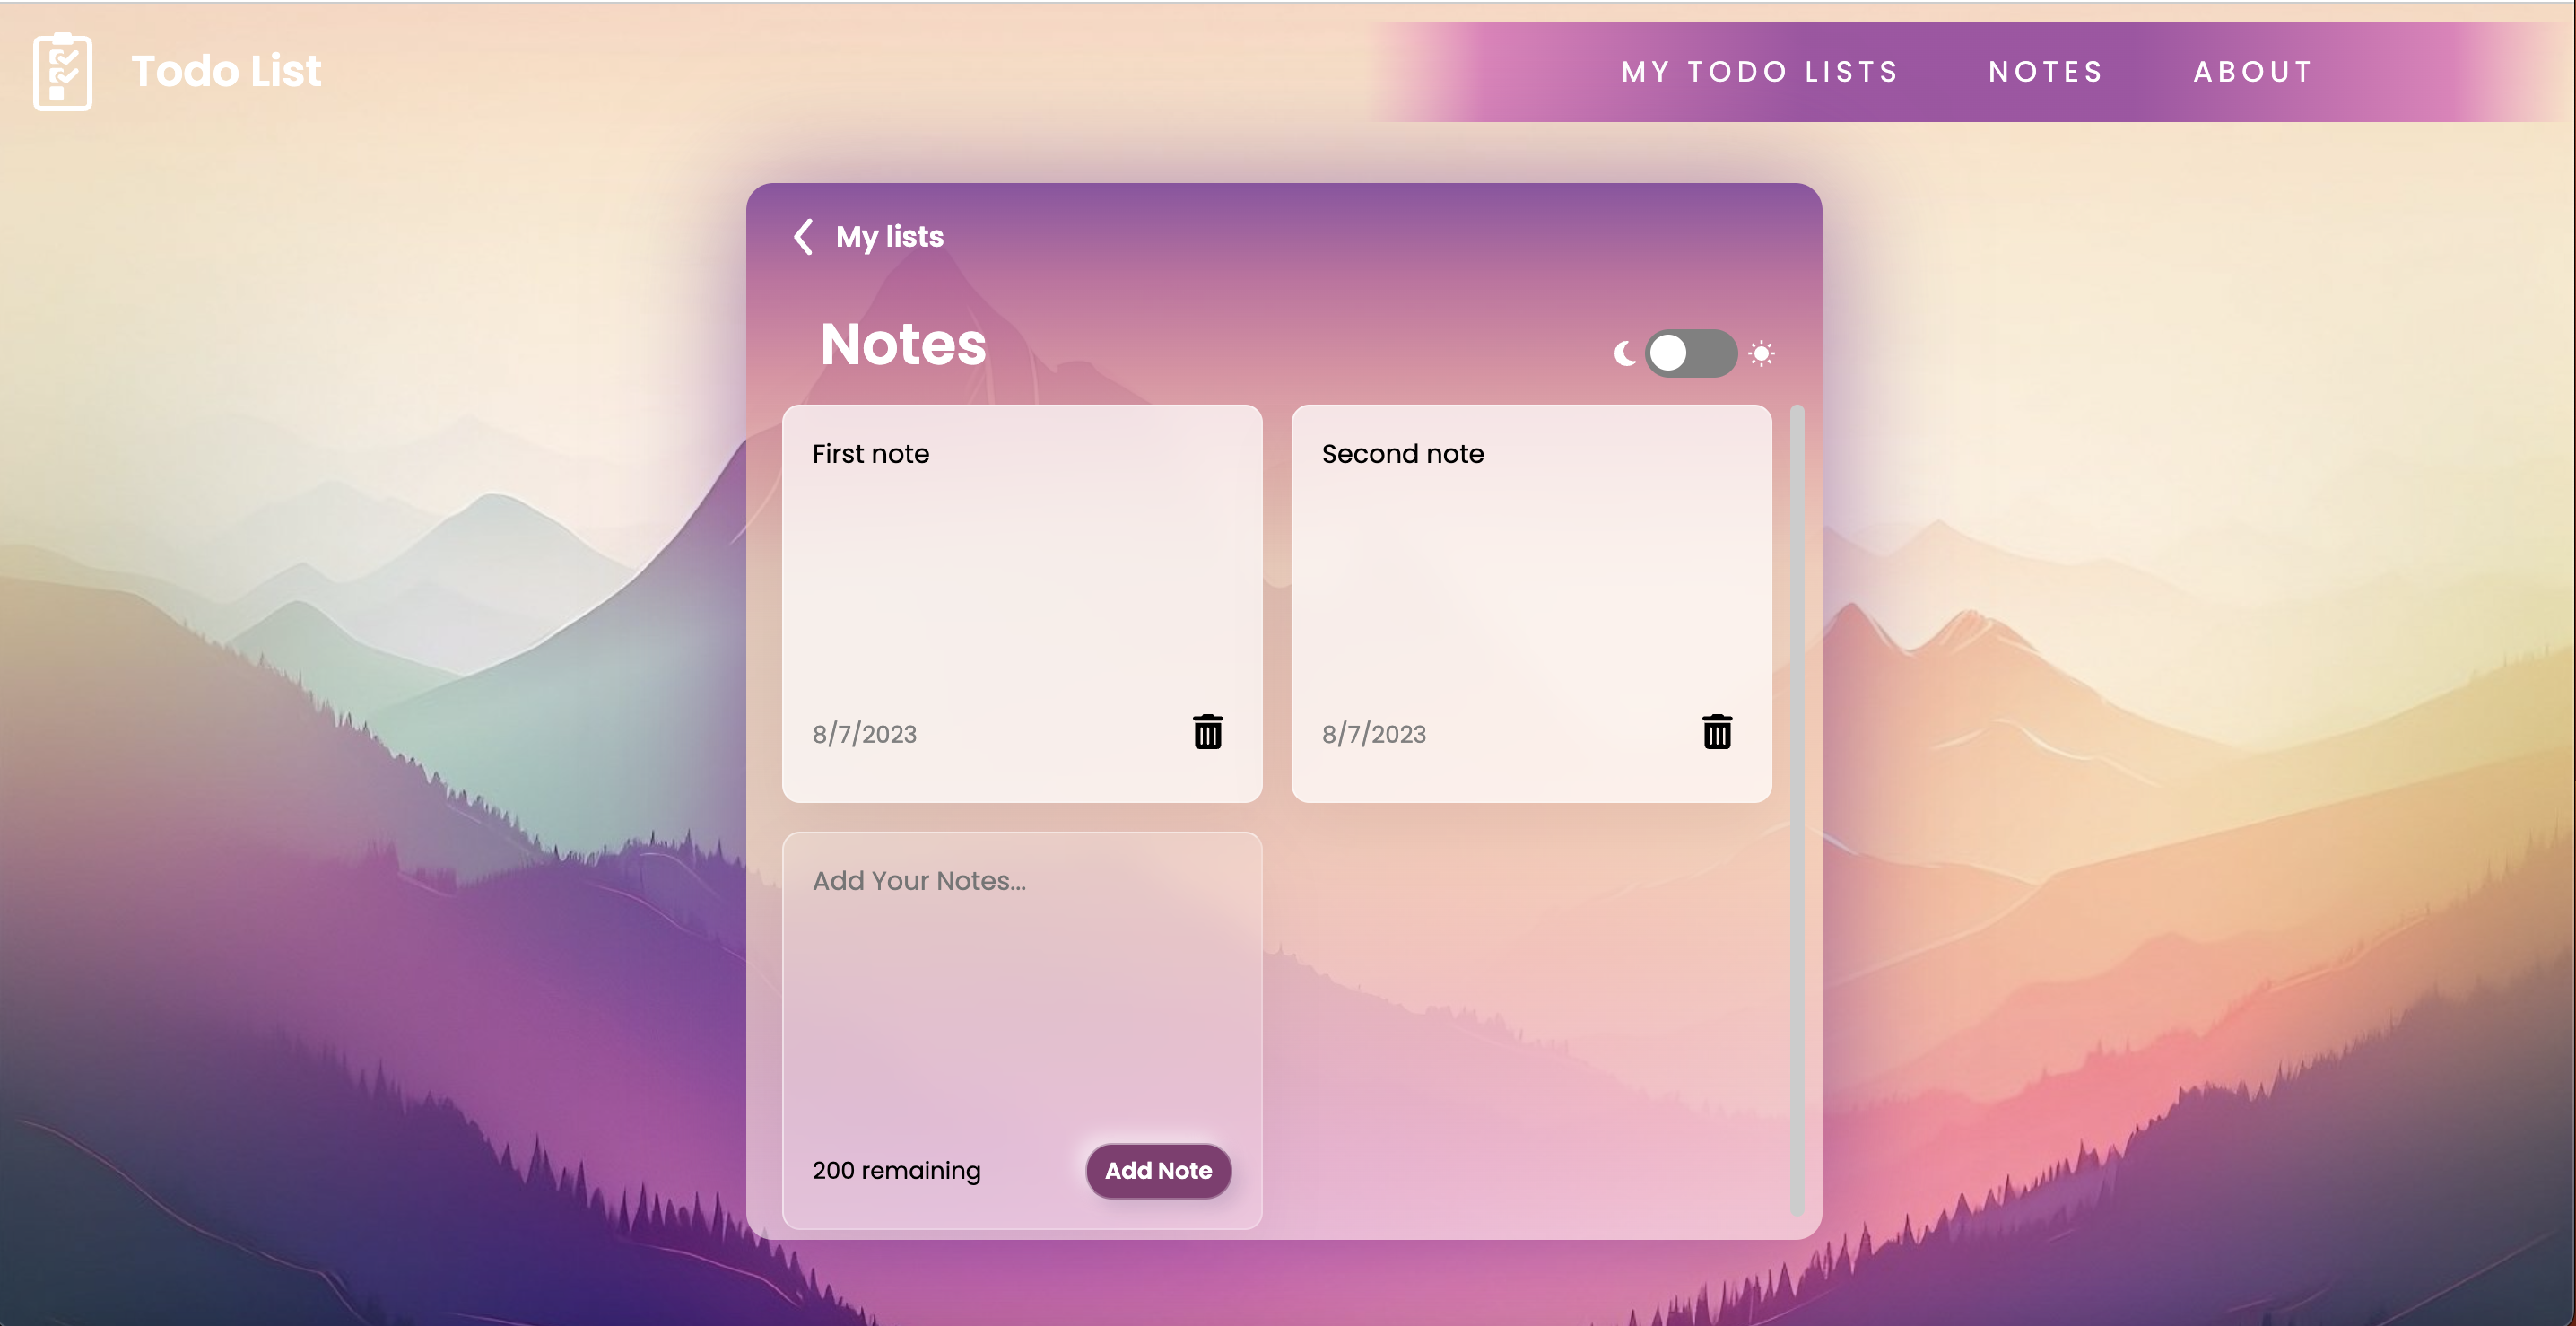 Todo List
MY TODO LISTS
NOTES
ABOUT
My lists
Notes
First note
Second note
8/7/2023
8/7/2023
Add Your Notes...
200 remaining
Add Note